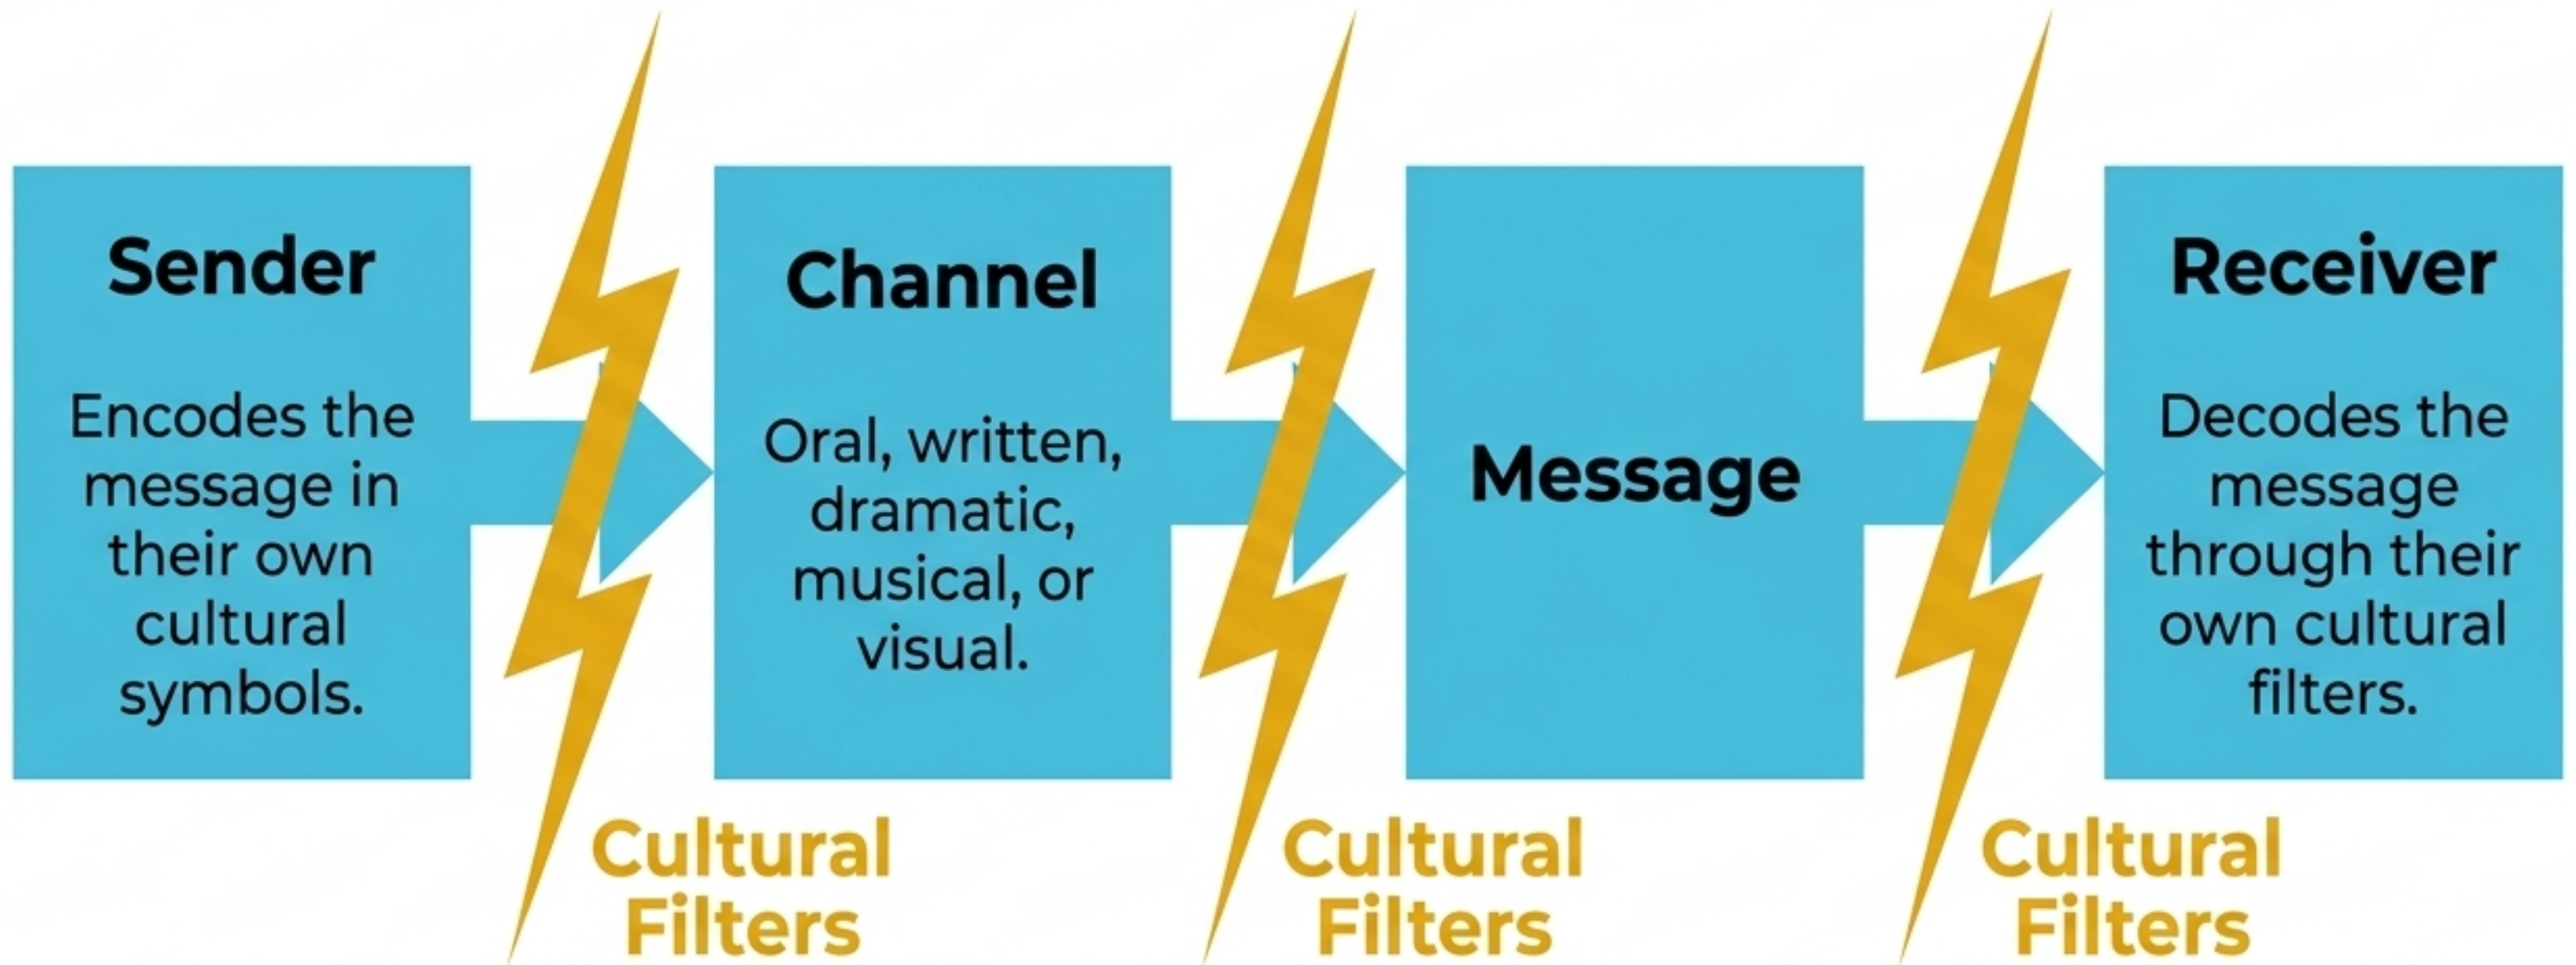 Sender
Encodes the
message in
their own
cultural
symbols.
Cultural
Filters
Channel
Oral, written,
dramatic,
musical, or
visual.
Cultural
Filters
Message
Cultural
Filters
Receiver
Decodes the
message
through their
own cultural
filters.